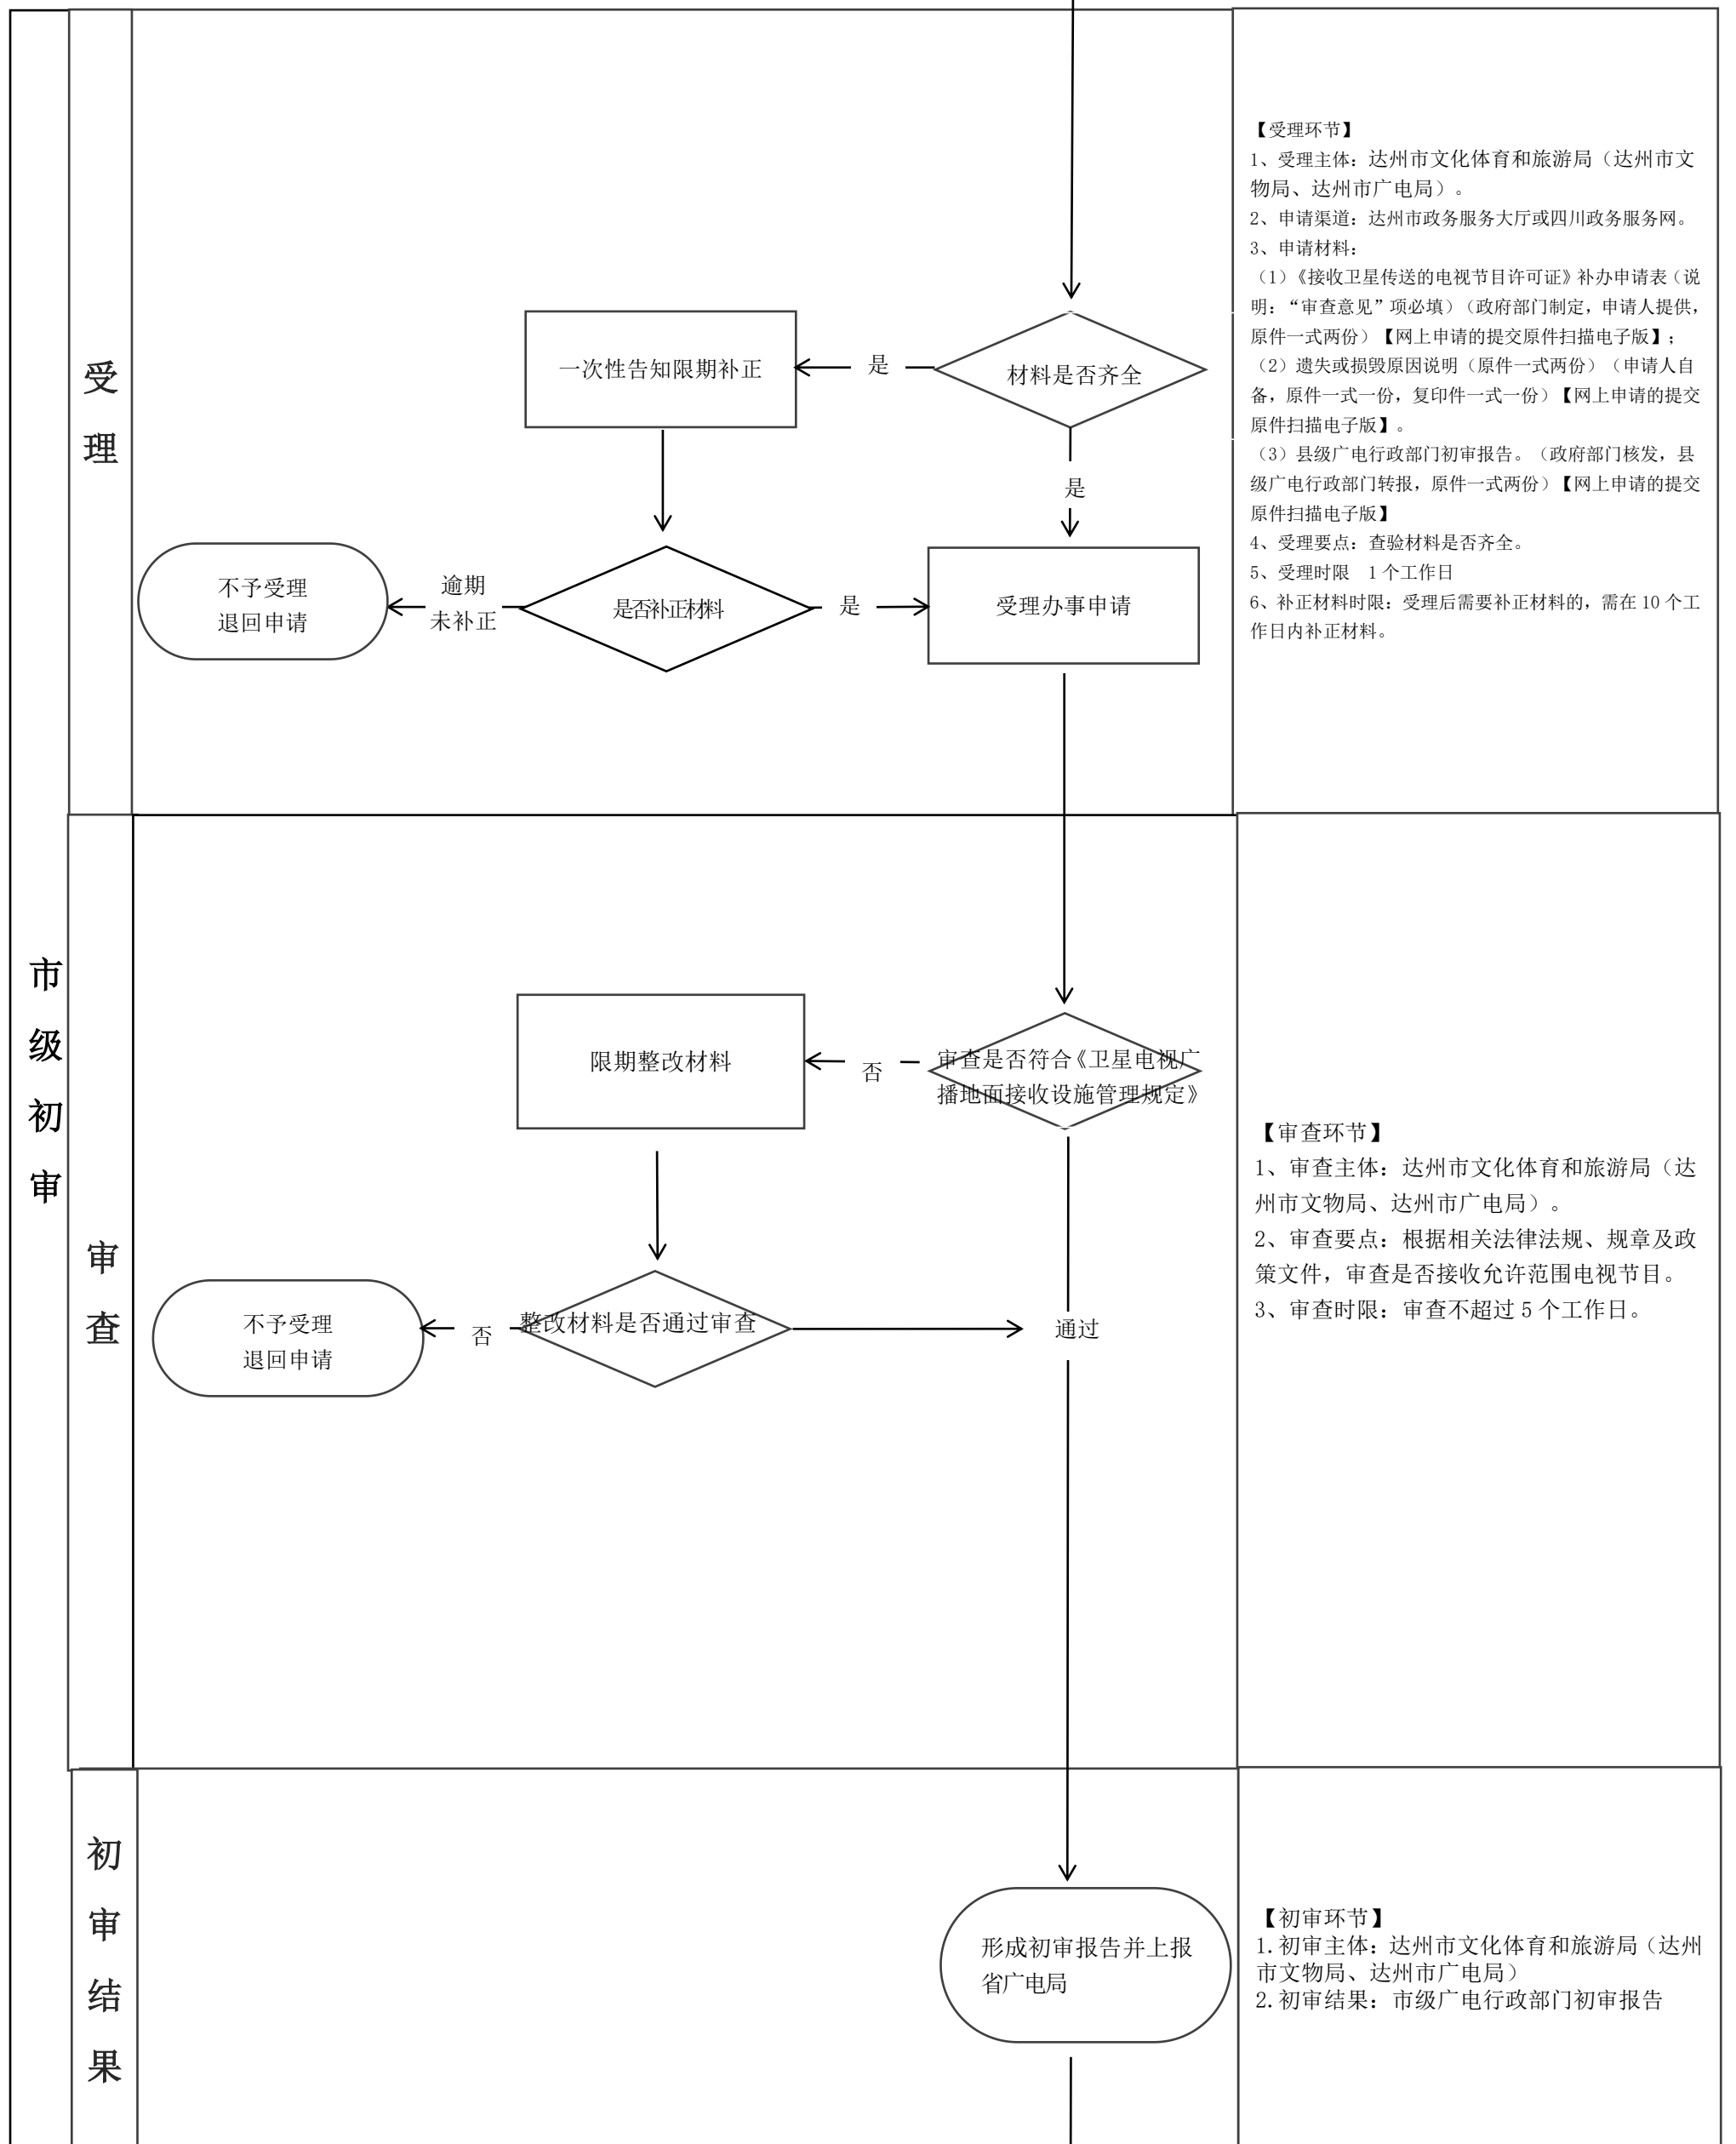 市
级
初
审
受
理
材料是否齐全
是
一次性告知限期补正
是
是否补正材料
逾期
未补正
不予受理
退回申请
是
受理办事申请
【受理环节】
1、受理主体：达州市文化体育和旅游局（达州市文
物局、达州市广电局）。
2、申请渠道：达州市政务服务大厅或四川政务服务网。
3、申请材料：
（1）《接收卫星传送的电视节目许可证》补办申请表（说
明：“审查意见”项必填）（政府部门制定，申请人提供，
原件一式两份）【网上申请的提交原件扫描电子版】；
（2）遗失或损毁原因说明（原件一式两份）（申请人自
备，原件一式一份，复印件一式一份）【网上申请的提交
原件扫描电子版】。
（3）县级广电行政部门初审报告。（政府部门核发，县
级广电行政部门转报，原件一式两份）【网上申请的提交
原件扫描电子版】
4、受理要点：查验材料是否齐全。
5、受理时限 1个工作日
6、补正材料时限：受理后需要补正材料的，需在10个工
作日内补正材料。
审
查
审查是否符合《卫星电视广
播地面接收设施管理规定》
否
限期整改材料
整改材料是否通过审查
否
不予受理
退回申请
通过
【审查环节】
1、审查主体：达州市文化体育和旅游局（达
州市文物局、达州市广电局）。
2、审查要点：根据相关法律法规、规章及政
策文件，审查是否接收允许范围电视节目。
3、审查时限：审查不超过5个工作日。
初
审
结
果
形成初审报告并上报
省广电局
【初审环节】
1.初审主体：达州市文化体育和旅游局（达州
市文物局、达州市广电局）
2.初审结果：市级广电行政部门初审报告